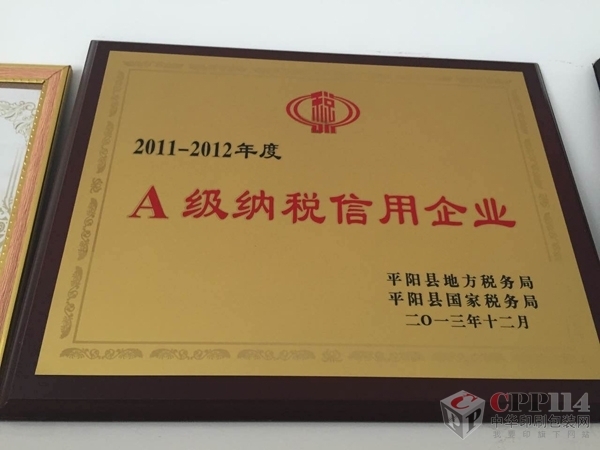 税
2011-2012年度
A级纳税信用企业
平阳县地方税务局
平阳县国家税务局
二〇一三年十二月
CPP114
中华印刷包装网